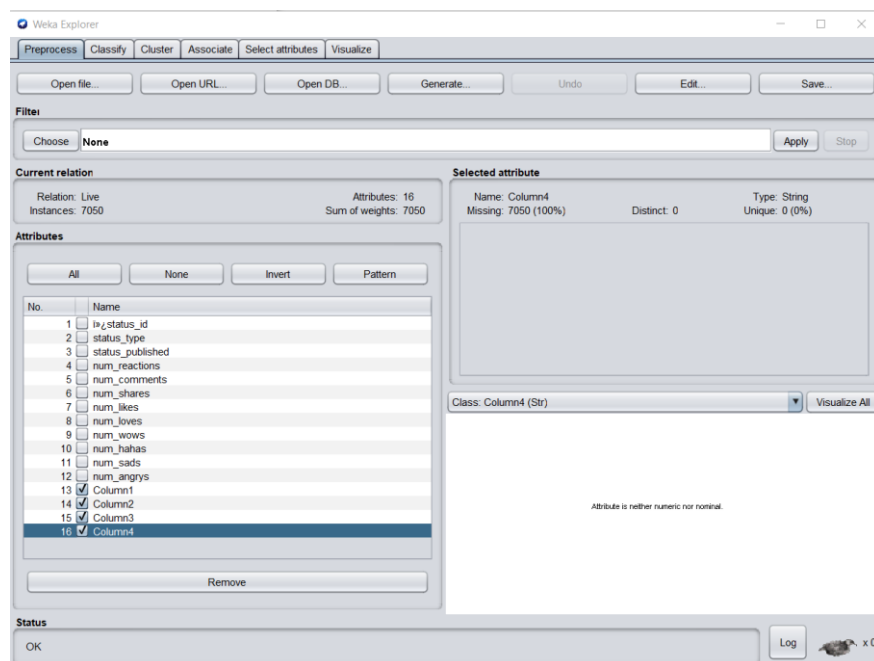 Weka Explorer
Preprocess Classify Cluster Associate Select attributes Visualize
Open file... Open URL... Open DB... Generate... Undo Edit... Save...
Filter
Choose None Apply Stop
Current relation
Relation: Live Attributes: 16
Instances: 7050 Sum of weights: 7050
Selected attribute
Name: Column4 Type: String
Missing: 7050 (100%) Distinct: 0 Unique: 0 (0%)
Attributes
All None Invert Pattern
No. Name
1 ï»¿status_id
2 status_type
3 status_published
4 num_reactions
5 num_comments
6 num_shares
7 num_likes
8 num_loves
9 num_wows
10 num_hahas
11 num_sads
12 num_angrys
13 Column1
14 Column2
15 Column3
16 Column4
Remove
Class: Column4 (Str) Visualize All
Attribute is neither numeric nor nominal.
Status
OK
Log x 0